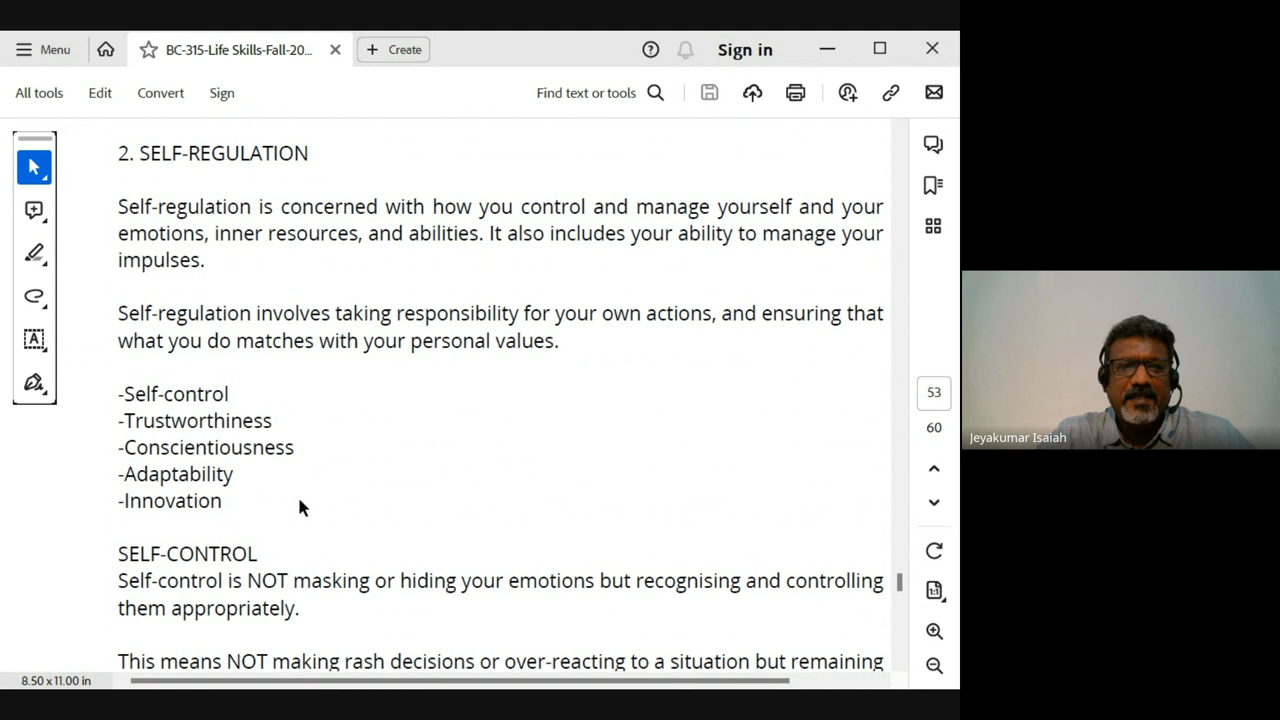 Menu
BC-315-Life Skills-Fall-20...
Create
Sign in
All tools
Edit
Convert
Sign
Find text or tools
2. SELF-REGULATION
Self-regulation is concerned with how you control and manage yourself and your
emotions, inner resources, and abilities. It also includes your ability to manage your
impulses.
Self-regulation involves taking responsibility for your own actions, and ensuring that
what you do matches with your personal values.
-Self-control
-Trustworthiness
-Conscientiousness
-Adaptability
-Innovation
SELF-CONTROL
Self-control is NOT masking or hiding your emotions but recognising and controlling
them appropriately.
This means NOT making rash decisions or over-reacting to a situation but remaining
8.50 x 11.00 in
53
60
1:1
Jeyakumar Isaiah